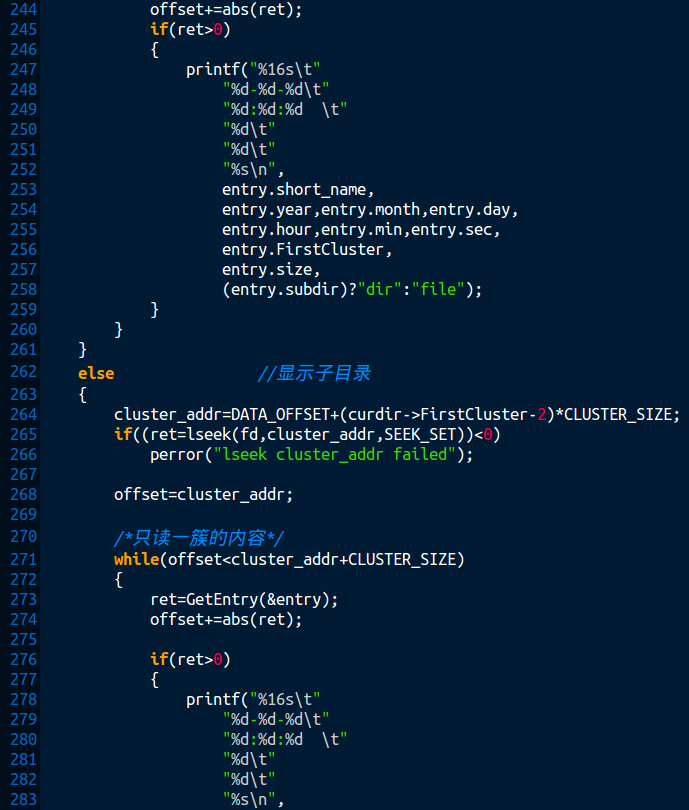 244            offset+=abs(ret);
245            if(ret>0)
246            {
247                printf("%16s\t"
248                    "%d-%d-%d\t"
249                    "%d:%d:%d  \t"
250                    "%d\t"
251                    "%d\t"
252                    "%s\n",
253                    entry.short_name,
254                    entry.year,entry.month,entry.day,
255                    entry.hour,entry.min,entry.sec,
256                    entry.FirstCluster,
257                    entry.size,
258                    (entry.subdir)?"dir":"file");
259            }
260        }
261    }
262    else                //显示子目录
263    {
264        cluster_addr=DATA_OFFSET+(curdir->FirstCluster-2)*CLUSTER_SIZE;
265        if((ret=lseek(fd,cluster_addr,SEEK_SET))<0)
266            perror("lseek cluster_addr failed");
267
268        offset=cluster_addr;
269
270        /*只读一簇的内容*/
271        while(offset<cluster_addr+CLUSTER_SIZE)
272        {
273            ret=GetEntry(&entry);
274            offset+=abs(ret);
275
276            if(ret>0)
277            {
278                printf("%16s\t"
279                    "%d-%d-%d\t"
280                    "%d:%d:%d  \t"
281                    "%d\t"
282                    "%d\t"
283                    "%s\n",